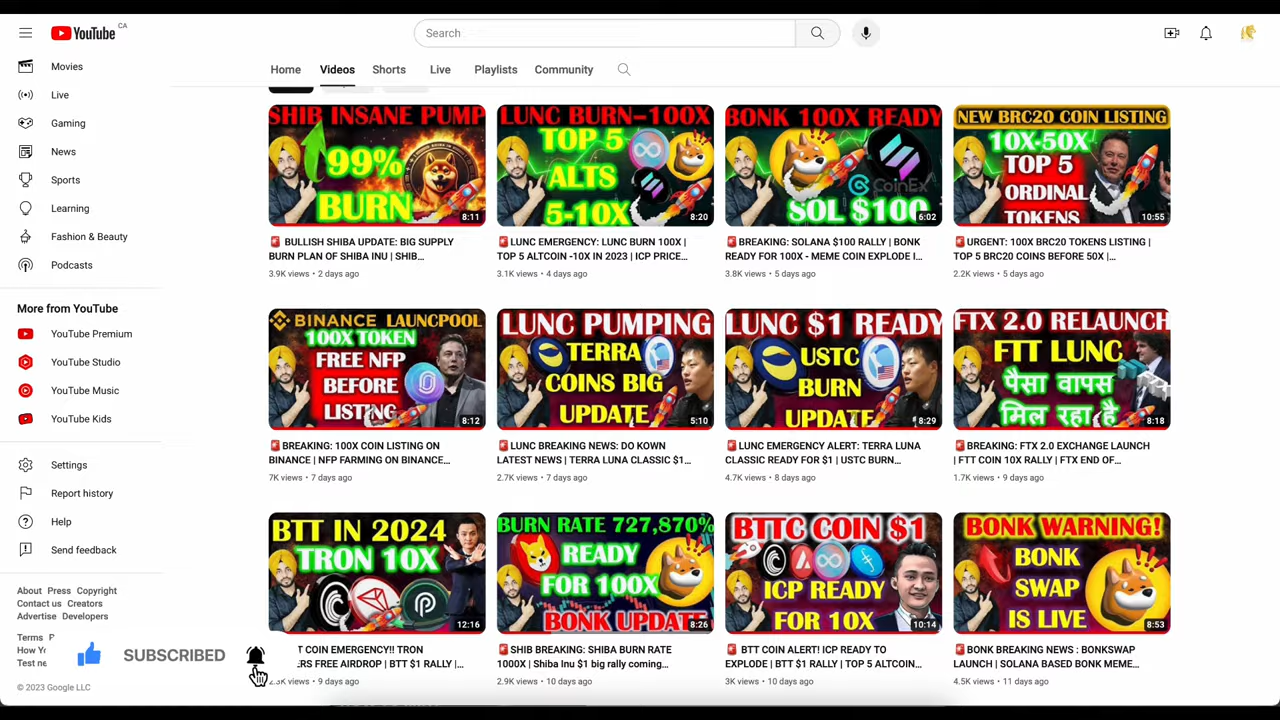 YouTube CA
Search
Movies
Live
Gaming
News
Sports
Learning
Fashion & Beauty
Podcasts
More from YouTube
YouTube Premium
YouTube Studio
YouTube Music
YouTube Kids
Settings
Report history
Help
Send feedback
About Press Copyright
Contact us Creators
Advertise Developers
Terms P
How Yo
Test ne
© 2023 Google LLC
SUBSCRIBED
Home Videos Shorts Live Playlists Community
SHIB INSANE PUMP
99%
BURN
8:11
🚨 BULLISH SHIBA UPDATE: BIG SUPPLY
BURN PLAN OF SHIBA INU | SHIB...
3.9K views • 2 days ago
LUNC BURN-100X
TOP 5
ALTS
5-10X
8:20
🚨LUNC EMERGENCY: LUNC BURN 100X |
TOP 5 ALTCOIN -10X IN 2023 | ICP PRICE...
3.1K views • 4 days ago
BONK 100X READY
CoinEx
SOL $100
6:02
🚨BREAKING: SOLANA $100 RALLY | BONK
READY FOR 100X - MEME COIN EXPLODE I...
3.8K views • 5 days ago
NEW BRC20 COIN LISTING
10X-50X
TOP 5
ORDINAL
TOKENS
10:55
🚨URGENT: 100X BRC20 TOKENS LISTING |
TOP 5 BRC20 COINS BEFORE 50X |...
2.2K views • 5 days ago
BINANCE LAUNCPOOL
100X TOKEN
FREE NFP
BEFORE
LISTING
8:12
🚨BREAKING: 100X COIN LISTING ON
BINANCE | NFP FARMING ON BINANCE...
7K views • 7 days ago
LUNC PUMPING
TERRA
COINS BIG
UPDATE
5:10
🚨LUNC BREAKING NEWS: DO KOWN
LATEST NEWS | TERRA LUNA CLASSIC $1...
2.7K views • 7 days ago
LUNC $1 READY
USTC
BURN
UPDATE
8:29
🚨LUNC EMERGENCY ALERT: TERRA LUNA
CLASSIC READY FOR $1 | USTC BURN...
4.7K views • 8 days ago
FTX 2.0 RELAUNCH
FTT LUNC
पैसा वापस
मिल रहा है
8:18
🚨BREAKING: FTX 2.0 EXCHANGE LAUNCH
| FTT COIN 10X RALLY | FTX END OF...
1.7K views • 9 days ago
BTT IN 2024
TRON 10X
12:16
T COIN EMERGENCY!! TRON
ERS FREE AIRDROP | BTT $1 RALLY |...
2.3K views • 9 days ago
BURN RATE 727,870%
READY
FOR 100X
BONK UPDATE
8:26
🚨SHIB BREAKING: SHIBA BURN RATE
1000X | Shiba Inu $1 big rally coming...
2.9K views • 10 days ago
BTTC COIN $1
ICP READY
FOR 10X
10:14
🚨 BTT COIN ALERT! ICP READY TO
EXPLODE | BTT $1 RALLY | TOP 5 ALTCOIN...
3K views • 10 days ago
BONK WARNING!
BONK
SWAP
IS LIVE
8:53
🚨BONK BREAKING NEWS : BONKSWAP
LAUNCH | SOLANA BASED BONK MEME...
4.5K views • 11 days ago